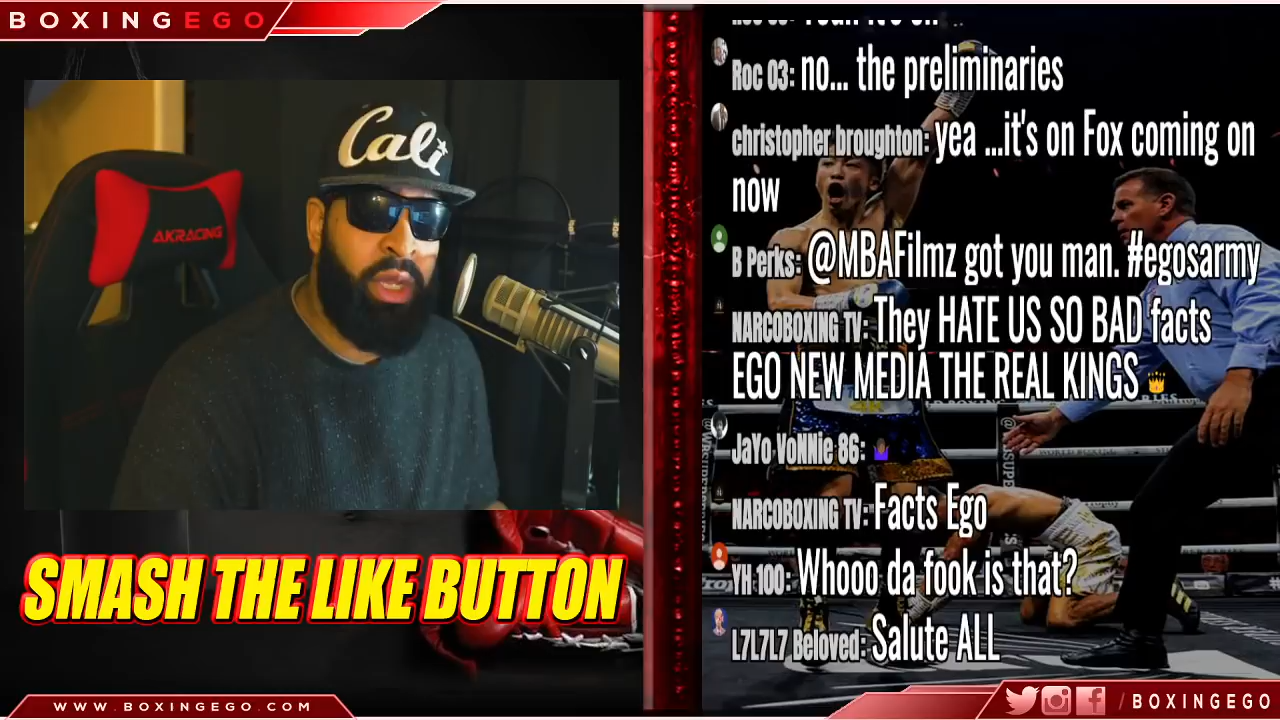 BOXINGEGO
Cali
AKRACING
no... the preliminaries
Roc 03:
christopher broughton: yea ...it's on Fox coming on
now
B Perks: @MBAFilmz got you man. #egosarmy
NARCOBOXING TV: They HATE US SO BAD facts
EGO NEW MEDIA THE REAL KINGS 👑
JaYo VoNNie 86: 🤷🏿‍♂️
NARCOBOXING TV: Facts Ego
YH 100: Whooo da fook is that?
L7L7L7 Beloved: Salute ALL
SMASH THE LIKE BUTTON
WWW.BOXINGEGO.COM
/BOXINGEGO